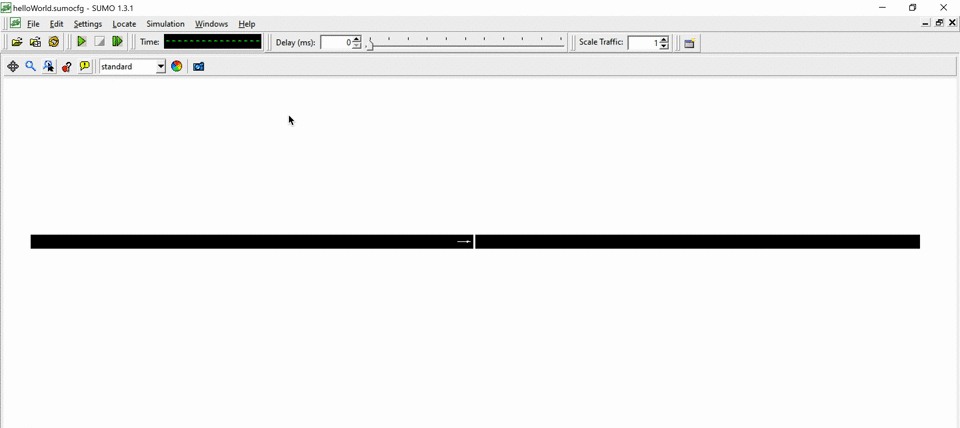 helloWorld.sumocfg - SUMO 1.3.1
File Edit Settings Locate Simulation Windows Help
Time: Delay (ms): 0 Scale Traffic: 1
standard